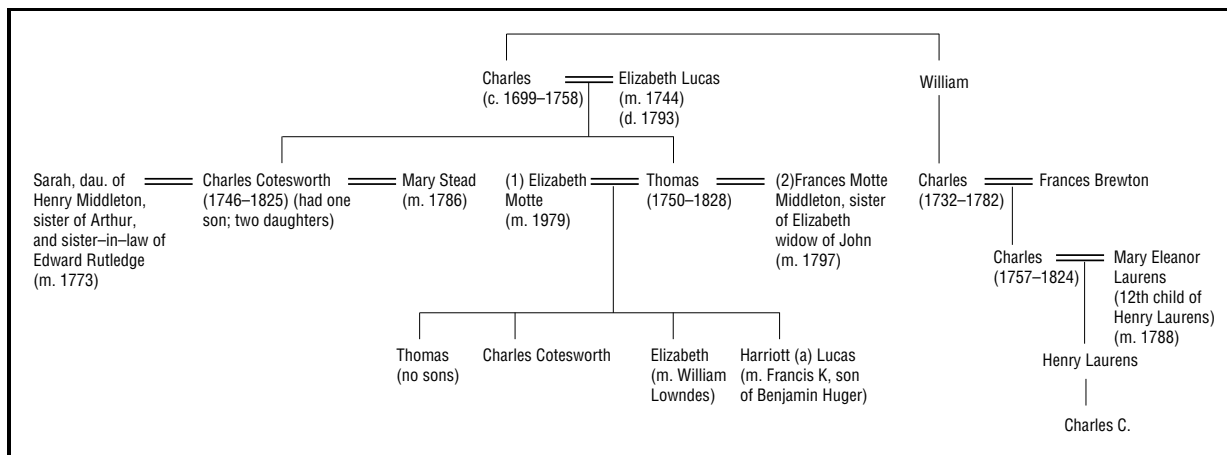 Charles
(c. 1699–1758)
Elizabeth Lucas
(m. 1744)
(d. 1793)
William
Sarah, dau. of
Henry Middleton,
sister of Arthur,
and sister–in–law of
Edward Rutledge
(m. 1773)
Charles Cotesworth
(1746–1825) (had one
son; two daughters)
Mary Stead
(m. 1786)
(1) Elizabeth
Motte
(m. 1979)
Thomas
(1750–1828)
(2)Frances Motte
Middleton, sister
of Elizabeth
widow of John
(m. 1797)
Charles
(1732–1782)
Frances Brewton
Charles
(1757–1824)
Mary Eleanor
Laurens
(12th child of
Henry Laurens)
(m. 1788)
Thomas
(no sons)
Charles Cotesworth
Elizabeth
(m. William
Lowndes)
Harriott (a) Lucas
(m. Francis K, son
of Benjamin Huger)
Henry Laurens
Charles C.